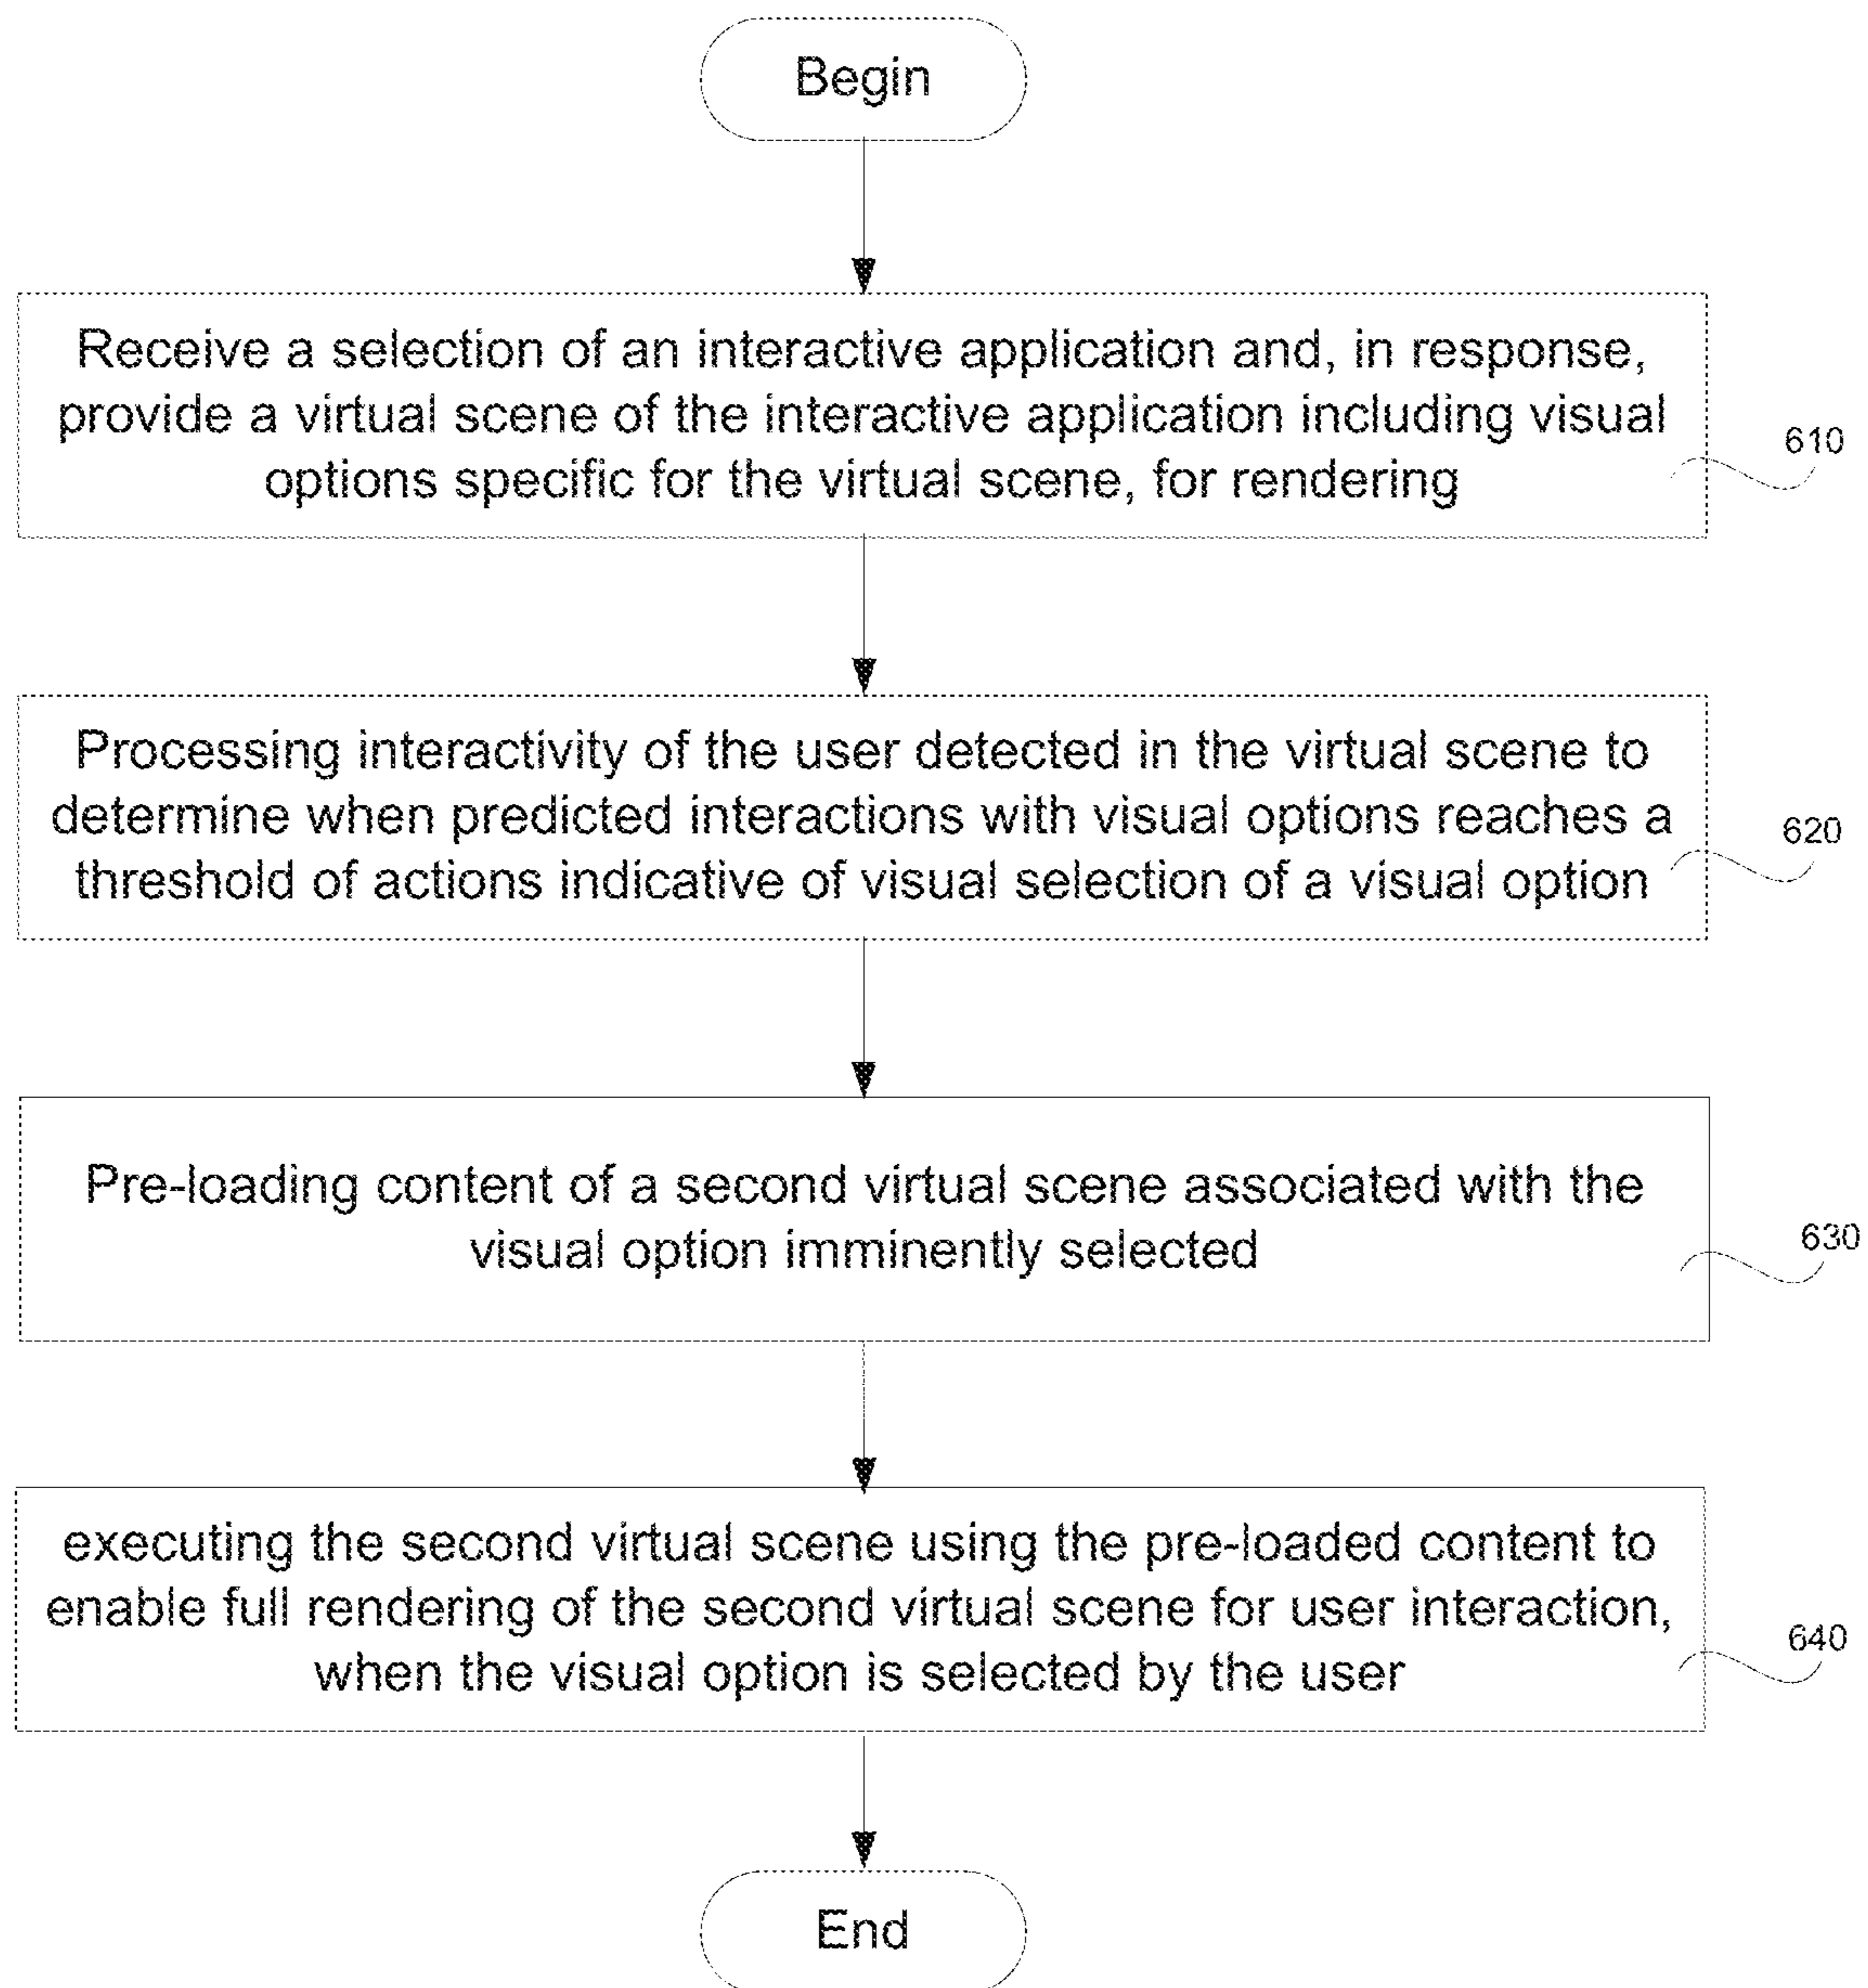 Begin
Receive a selection of an interactive application and, in response,
provide a virtual scene of the interactive application including visual
options specific for the virtual scene, for rendering
610
Processing interactivity of the user detected in the virtual scene to
determine when predicted interactions with visual options reaches a
threshold of actions indicative of visual selection of a visual option
620
Pre-loading content of a second virtual scene associated with the
visual option imminently selected
630
executing the second virtual scene using the pre-loaded content to
enable full rendering of the second virtual scene for user interaction,
when the visual option is selected by the user
640
End